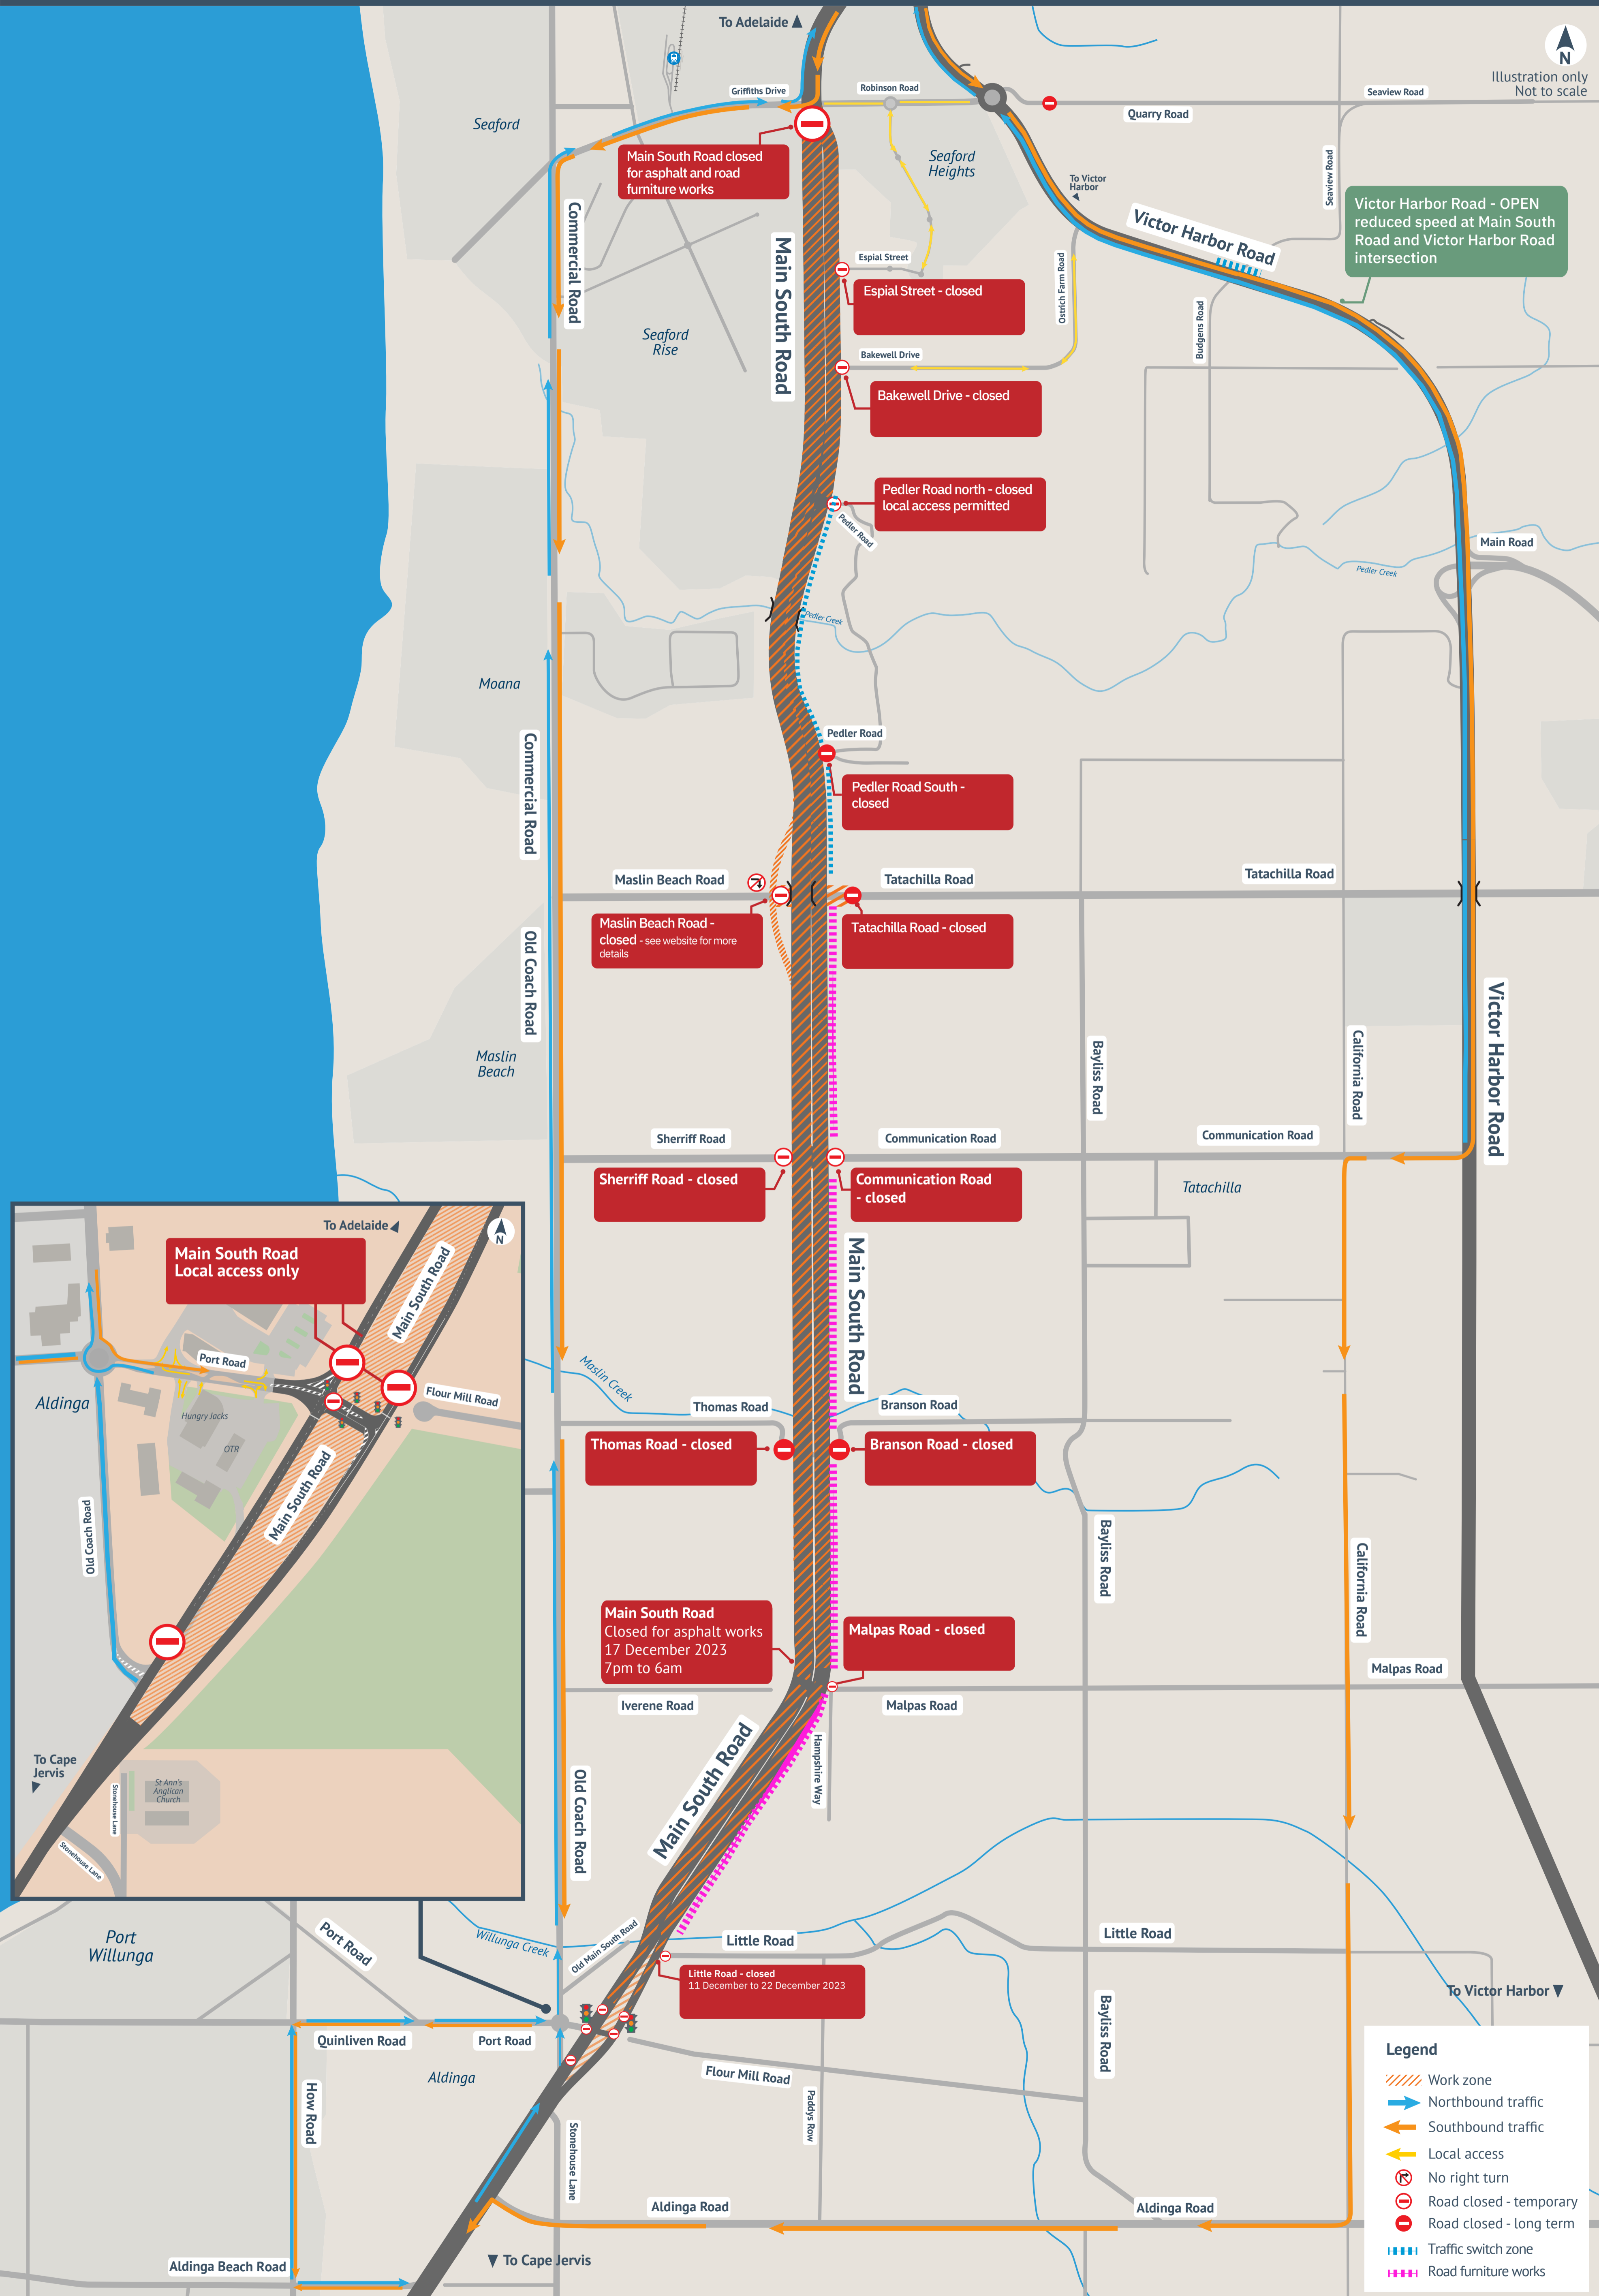 To Adelaide
N
Illustration only
Not to scale
Griffiths Drive
Robinson Road
Seaview Road
Quarry Road
Seaford
Main South Road closed
for asphalt and road
furniture works
Seaford
Heights
Seaview Road
To Victor
Harbor
Victor Harbor Road - OPEN
reduced speed at Main South
Road and Victor Harbor Road
intersection
Victor Harbor Road
Commercial Road
Main South Road
Espial Street
Espial Street - closed
Ostrich Farm Road
Budgens Road
Seaford
Rise
Bakewell Drive
Bakewell Drive - closed
Pedler Road north - closed
local access permitted
Pedler Road
Main Road
Pedler Creek
Pedler Creek
Moana
Pedler Road
Commercial Road
Pedler Road South -
closed
Maslin Beach Road
Tatachilla Road
Tatachilla Road
Maslin Beach Road -
closed - see website for more
details
Tatachilla Road - closed
Old Coach Road
Victor Harbor Road
Maslin
Beach
Bayliss Road
California Road
Sherriff Road
Communication Road
Communication Road
Sherriff Road - closed
Communication Road
- closed
Tatachilla
Main South Road
To Adelaide
N
Main South Road
Local access only
Main South Road
Port Road
Flour Mill Road
Aldinga
Hungry Jacks
OTR
Main South Road
Old Coach Road
To Cape
Jervis
St Ann's
Anglican
Church
Stonehouse Lane
Stonehouse Lane
Maslin Creek
Thomas Road
Branson Road
Thomas Road - closed
Branson Road - closed
Bayliss Road
California Road
Main South Road
Closed for asphalt works
17 December 2023
7pm to 6am
Malpas Road - closed
Malpas Road
Iverene Road
Malpas Road
Hampshire Way
Main South Road
Old Coach Road
Port
Willunga
Port Road
Willunga Creek
Old Main South Road
Little Road
Little Road
Little Road - closed
11 December to 22 December 2023
To Victor Harbor
Bayliss Road
Quinliven Road
Port Road
Aldinga
Flour Mill Road
How Road
Paddys Row
Stonehouse Lane
Aldinga Road
Aldinga Road
To Cape Jervis
Aldinga Beach Road
Legend
Work zone
Northbound traffic
Southbound traffic
Local access
No right turn
Road closed - temporary
Road closed - long term
Traffic switch zone
Road furniture works